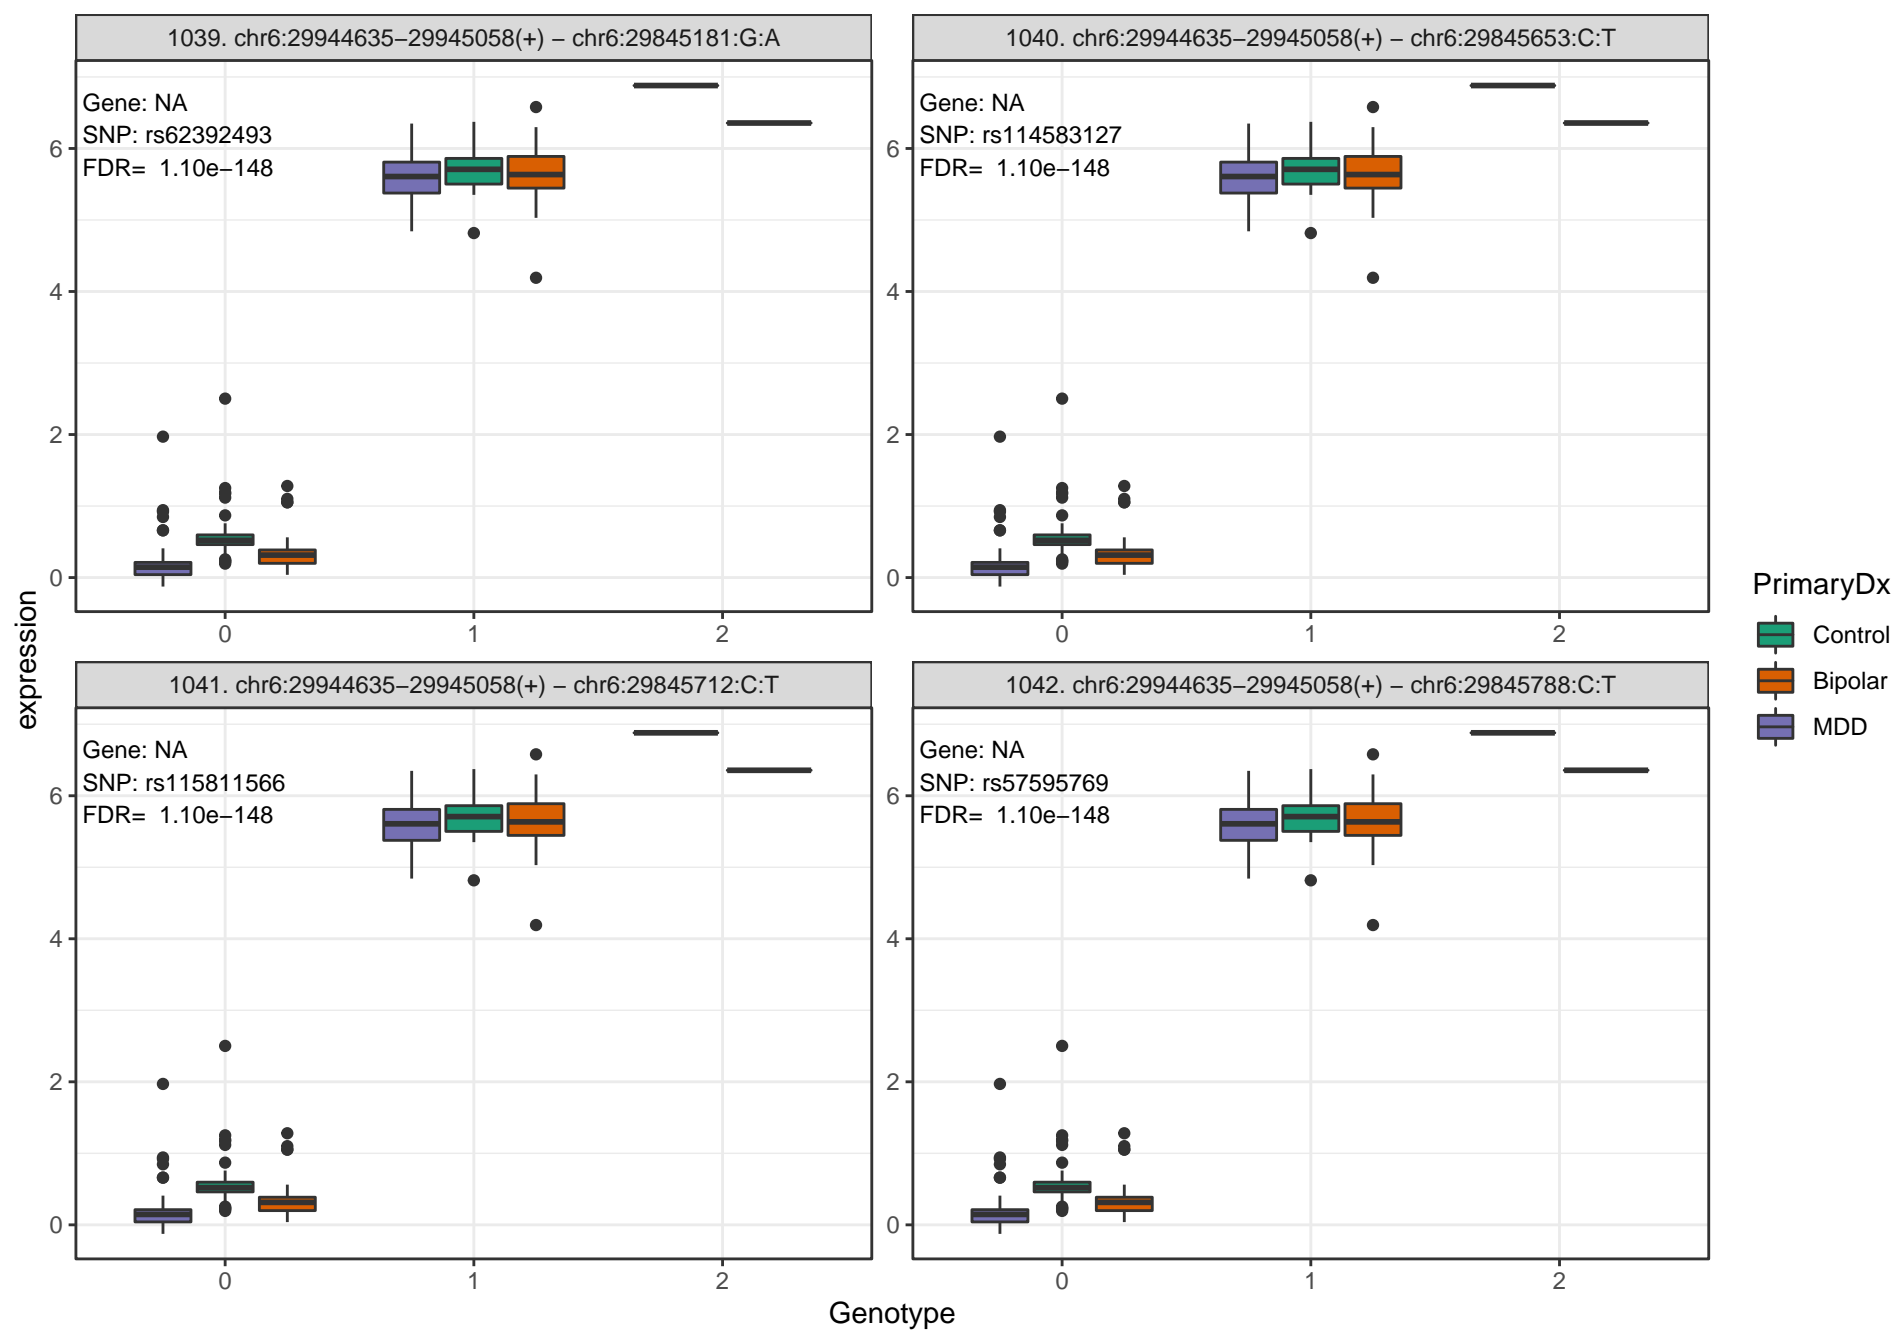 1039. chr6:29944635−29945058(+) − chr6:29845181:G:A
Gene: NA
SNP: rs62392493
FDR= 1.10e−148
6
4
2
0
0 1 2
1040. chr6:29944635−29945058(+) − chr6:29845653:C:T
Gene: NA
SNP: rs114583127
FDR= 1.10e−148
6
4
2
0
0 1 2
1041. chr6:29944635−29945058(+) − chr6:29845712:C:T
Gene: NA
SNP: rs115811566
FDR= 1.10e−148
6
4
2
0
0 1 2
1042. chr6:29944635−29945058(+) − chr6:29845788:C:T
Gene: NA
SNP: rs57595769
FDR= 1.10e−148
6
4
2
0
0 1 2
expression
Genotype
PrimaryDx
Control
Bipolar
MDD